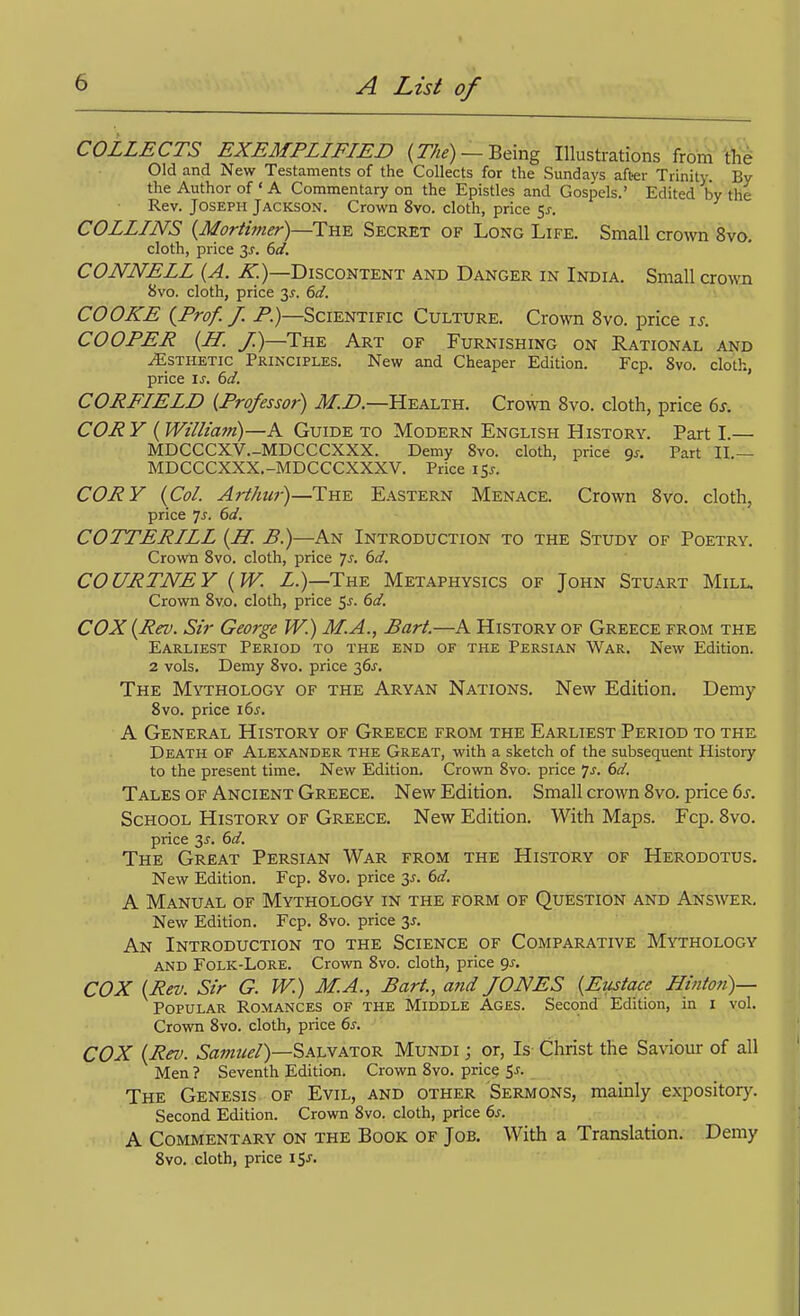 6 A List of
COLLECTS EXEMPLIFIED (The) — Being Illustrations from the
Old and New Testaments of the Collects for the Sundays after Trinity. By
the Author of ‘ A Commentary on the Epistles and Gospels.’ Edited by the
Rev. JOSEPH JACKSON. Crown 8vo. cloth, price 5s.
COLLINS (Mortimer)—THE SECRET OF LONG LIFE. Small crown 8vo.
cloth, price 3s. 6d.
CONNELL (A. K.)—DISCONTENT AND DANGER IN INDIA. Small crown
8vo. cloth, price 3s. 6d.
COOKE (Prof. J. P.)—SCIENTIFIC CULTURE. Crown 8vo. price 1s.
COOPER (H. J.)—THE ART OF FURNISHING ON RATIONAL AND
ÆSTHETIC PRINCIPLES. New and Cheaper Edition. Fcp. 8vo. cloth,
price 1s. 6d.
CORFIELD (Professor) M.D.—HEALTH. Crown 8vo. cloth, price 6s.
CORY (William)—A GUIDE TO MODERN ENGLISH HISTORY. Part I.—
MDCCCXV.-MDCCCXXX. Demy 8vo. cloth, price 9s. Part II.—
MDCCCXXX.-MDCCCXXXV. Price 15s.
CORY (Col. Arthur)—THE EASTERN MENACE. Crown 8vo. cloth,
price 7s. 6d.
COTTERILL (H. B.)—AN INTRODUCTION TO THE STUDY OF POETRY.
Crown 8vo. cloth, price 7s. 6d.
COURTNEY (W. L.)—THE METAPHYSICS OF JOHN STUART MILL.
Crown 8vo. cloth, price 5s. 6d.
COX (Rev. Sir George W.) M.A., Bart.—A HISTORY OF GREECE FROM THE
EARLIEST PERIOD TO THE END OF THE PERSIAN WAR. New Edition.
2 vols. Demy 8vo. price 36s.
THE MYTHOLOGY OF THE ARYAN NATIONS. New Edition. Demy
8vo. price 16s.
A GENERAL HISTORY OF GREECE FROM THE EARLIEST PERIOD TO THE
DEATH OF ALEXANDER THE GREAT, with a sketch of the subsequent History
to the present time. New Edition. Crown 8vo. price 7s. 6d.
TALES OF ANCIENT GREECE. New Edition. Small crown 8vo. price 6s.
SCHOOL HISTORY OF GREECE. New Edition. With Maps. Fcp. 8vo.
price 3s. 6d.
THE GREAT PERSIAN WAR FROM THE HISTORY OF HERODOTUS.
New Edition. Fcp. 8vo. price 3s. 6d.
A MANUAL OF MYTHOLOGY IN THE FORM OF QUESTION AND ANSWER.
New Edition. Fcp. 8vo. price 3s.
AN INTRODUCTION TO THE SCIENCE OF COMPARATIVE MYTHOLOGY
AND FOLK-LORE. Crown 8vo. cloth, price 9s.
COX (Rev. Sir G. W.) M.A., Bart., and JONES (Eustace Hinton)—
POPULAR ROMANCES OF THE MIDDLE AGES. Second Edition, in 1 vol.
Crown 8vo. cloth, price 6s.
COX (Rev. Samuel)—SALVATOR MUNDI ; or, Is Christ the Saviour of all
Men? Seventh Edition. Crown 8vo. price 5s.
THE GENESIS OF EVIL, AND OTHER SERMONS, mainly expository.
Second Edition. Crown 8vo. cloth, price 6s.
A COMMENTARY ON THE BOOK OF JOB. With a Translation. Demy
8vo. cloth, price 15s.